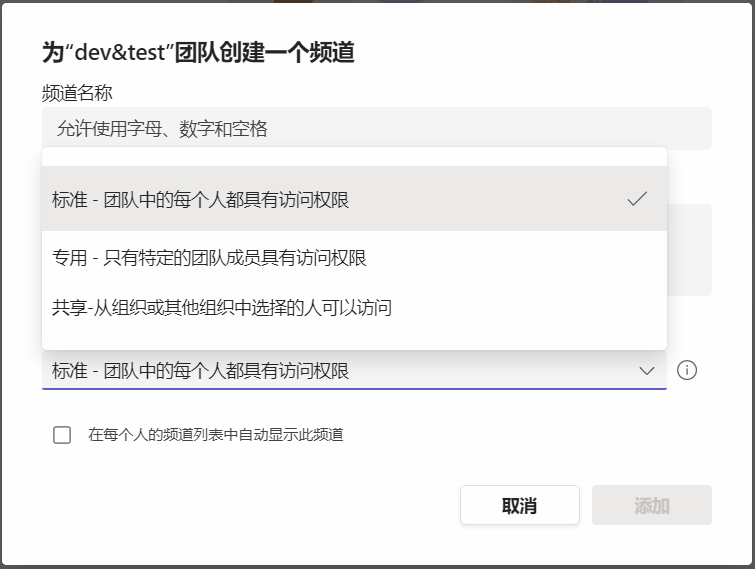 为“dev&test”团队创建一个频道
频道名称
允许使用字母、数字和空格
标准 - 团队中的每个人都具有访问权限
专用 - 只有特定的团队成员具有访问权限
共享-从组织或其他组织中选择的人可以访问
标准 - 团队中的每个人都具有访问权限
在每个人的频道列表中自动显示此频道
取消
添加